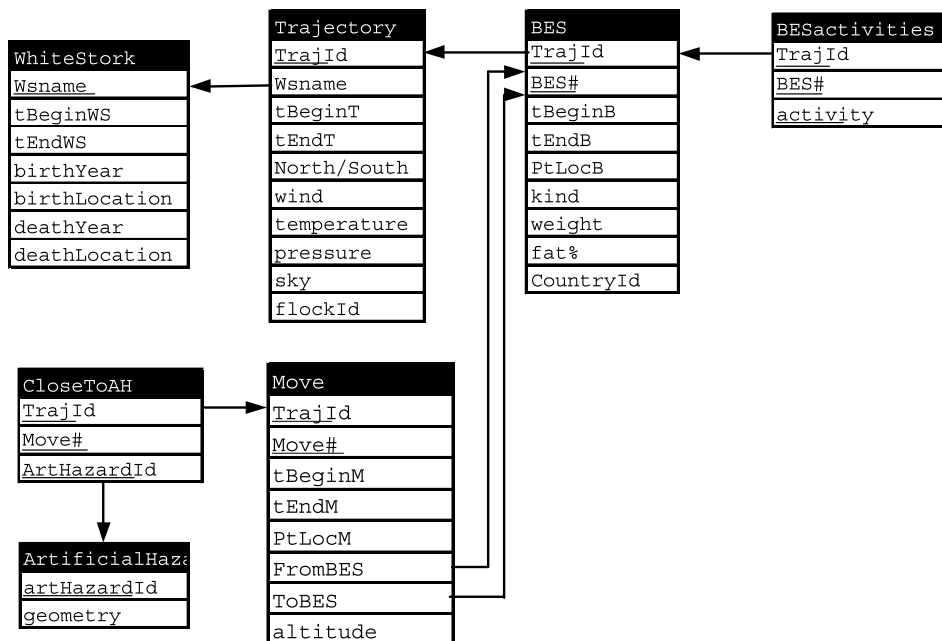 WhiteStork
Wsname
tBeginWS
tEndWS
birthYear
birthLocation
deathYear
deathLocation
Trajectory
TrajId
Wsname
tBeginT
tEndT
North/South
wind
temperature
pressure
sky
flockId
BES
TrajId
BES#
tBeginB
tEndB
PtLocB
kind
weight
fat%
CountryId
BESactivities
TrajId
BES#
activity
CloseToAH
TrajId
Move#
ArtHazardId
ArtificialHaza
artHazardId
geometry
Move
TrajId
Move#
tBeginM
tEndM
PtLocM
FromBES
ToBES
altitude